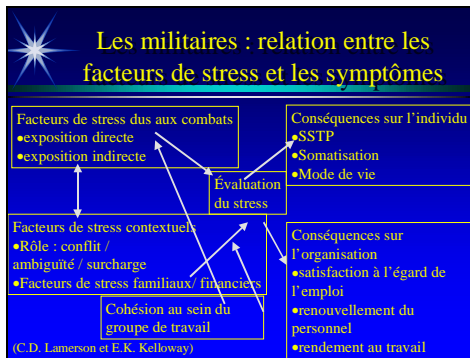 Les militaires : relation entre les
facteurs de stress et les symptômes
Facteurs de stress dus aux combats
•exposition directe
•exposition indirecte
Conséquences sur l'individu
•SSTP
•Somatisation
•Mode de vie
Évaluation
du stress
Facteurs de stress contextuels
•Rôle : conflit /
ambiguïté / surcharge
•Facteurs de stress familiaux/ financiers
Conséquences sur
l'organisation
•satisfaction à l'égard de
l'emploi
•renouvellement du
personnel
•rendement au travail
Cohésion au sein du
groupe de travail
(C.D. Lamerson et E.K. Kelloway)